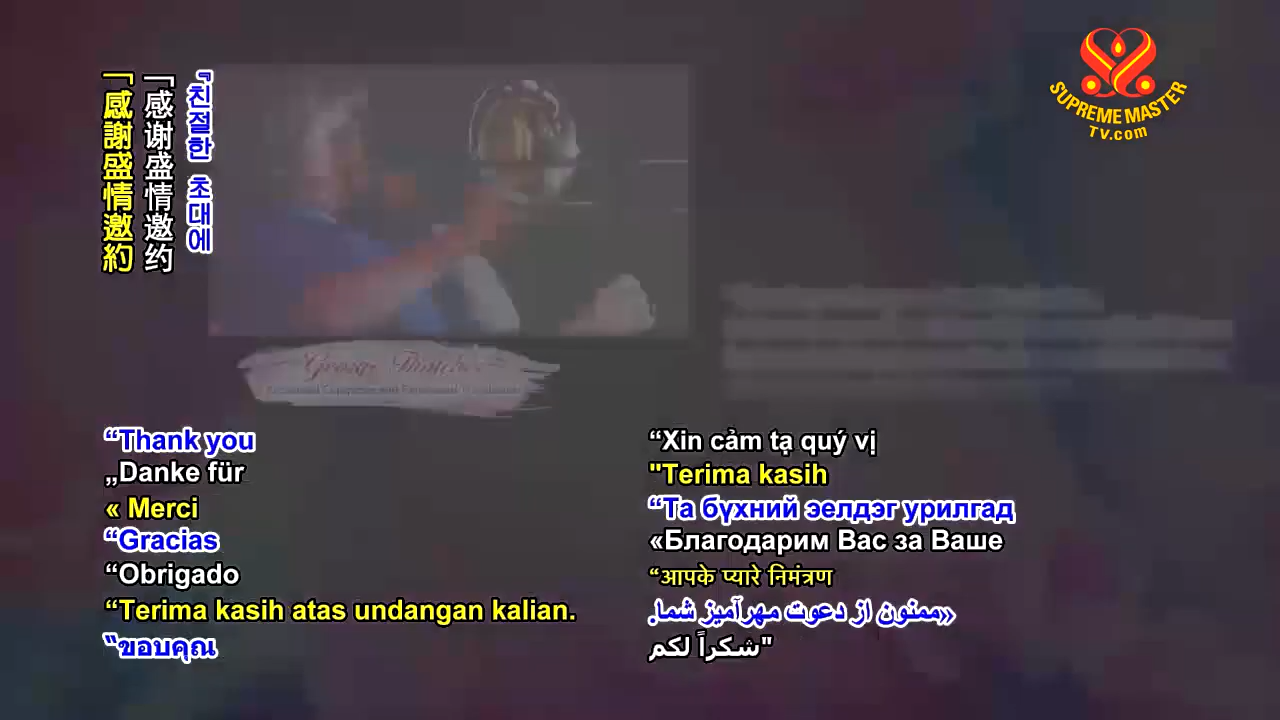 「感謝盛情邀約
「感谢盛情邀约
『친절한 초대에
SUPREME MASTER
TV.com
George
“Thank you
„Danke für
« Merci
“Gracias
“Obrigado
“Terima kasih atas undangan kalian.
“ขอบคุณ
“Xin cảm tạ quý vị
"Terima kasih
“Та бүхний эелдэг урилгад
«Благодарим Вас за Ваше
“आपके प्यारे निमंत्रण
«ممنون از دعوت مهرآمیز شما.
"شكراً لكم